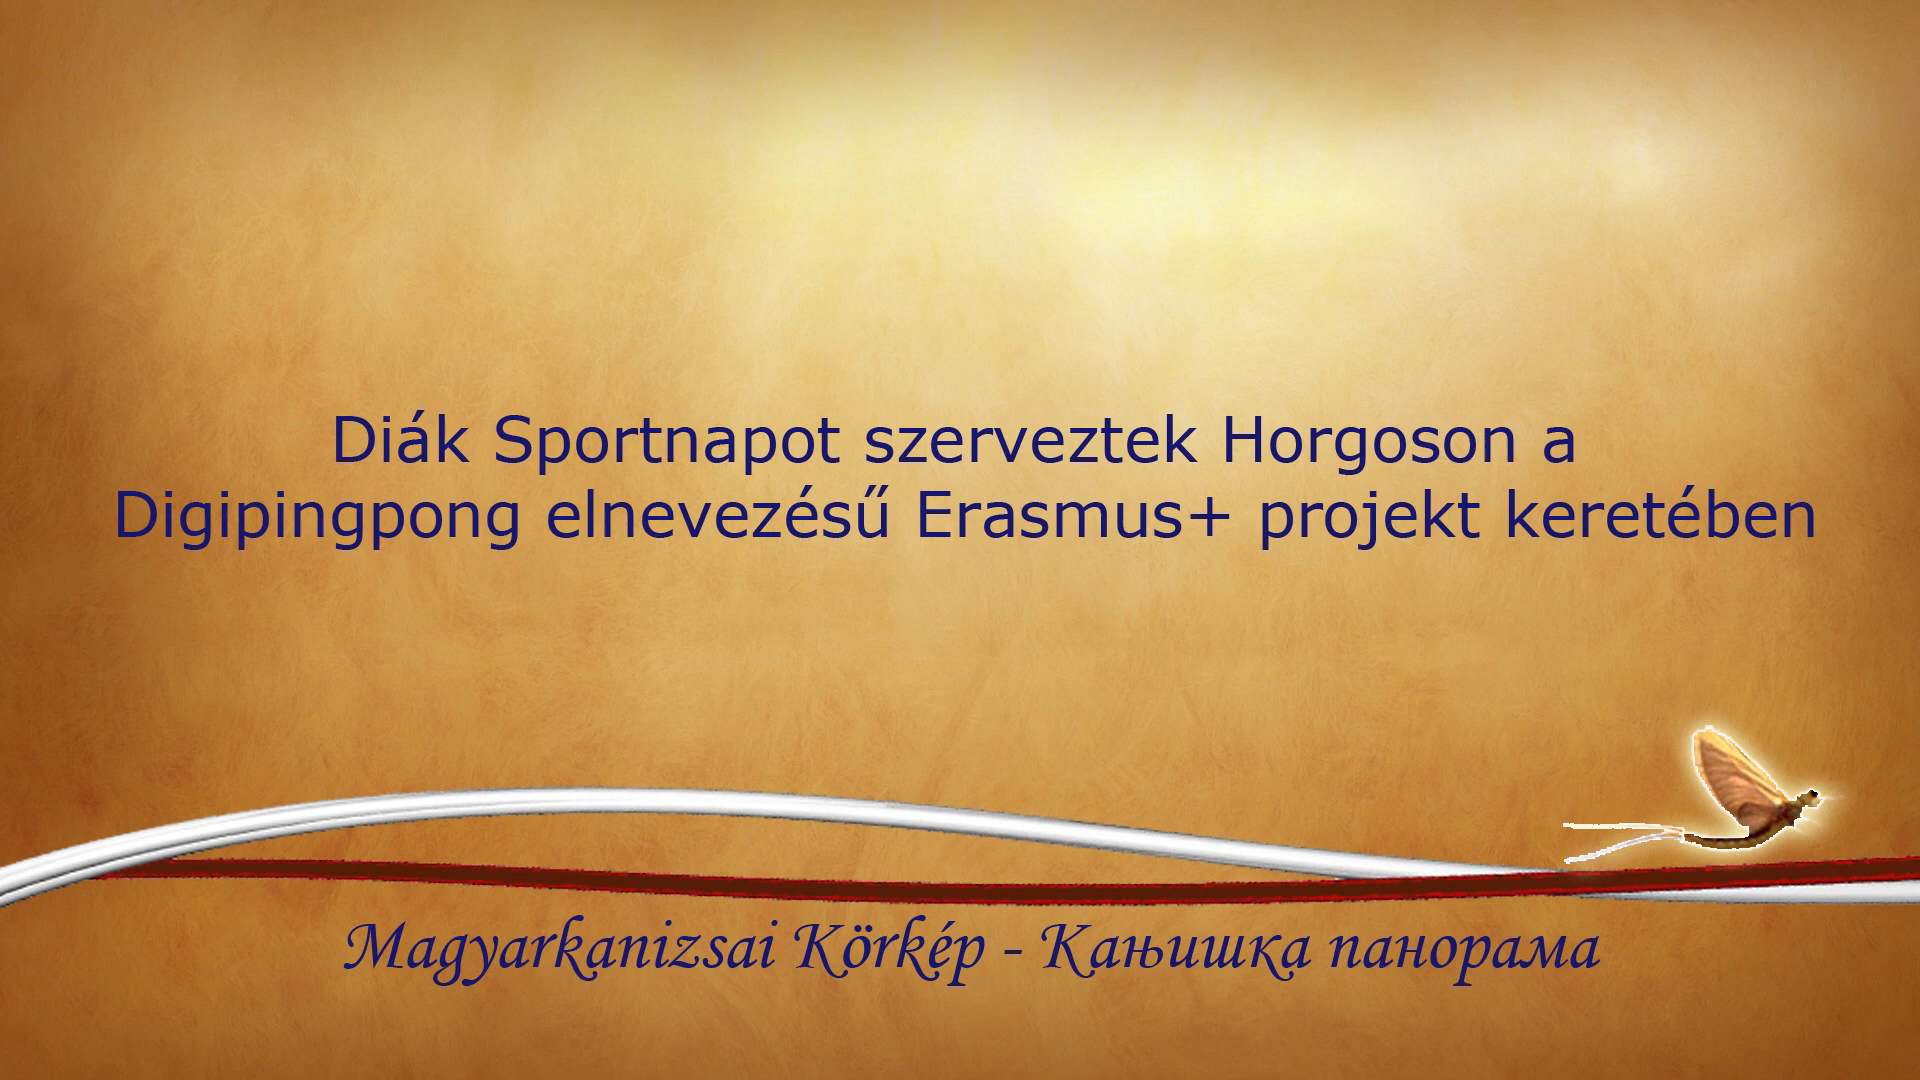 Diák Sportnapot szerveztek Horgoson a
Digipingpong elnevezésű Erasmus+ projekt keretében
Magyarkanizsai Körkép - Кањишка панорама